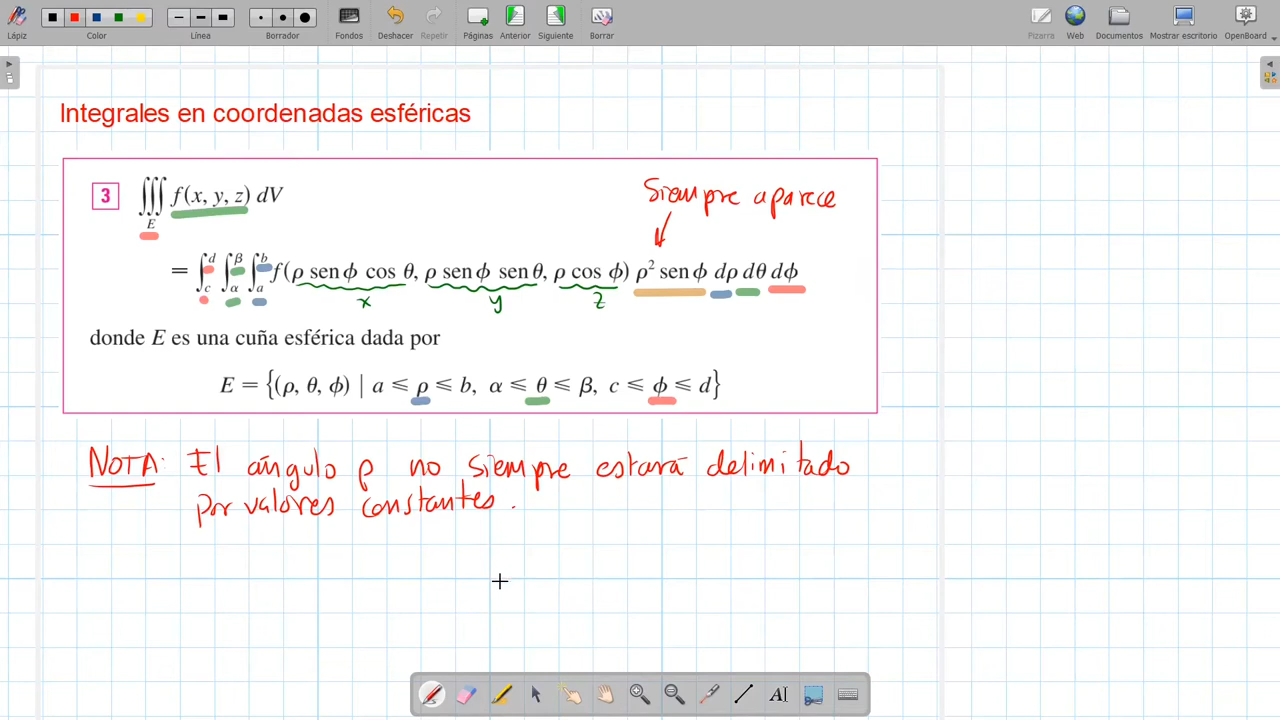 Lápiz Color Línea Borrador Fondos Deshacer Repetir Páginas Anterior Siguiente Borrar Pizarra Web Documentos Mostrar escritorio OpenBoard
Integrales en coordenadas esféricas
3 ∭_E f(x, y, z) dV
Siempre aparece
= ∫_c^d ∫_α^β ∫_a^b f(ρ sen ϕ cos θ, ρ sen ϕ sen θ, ρ cos ϕ) ρ² sen ϕ dρ dθ dϕ
x y z
donde E es una cuña esférica dada por
E = {(ρ, θ, ϕ) | a ⩽ ρ ⩽ b, α ⩽ θ ⩽ β, c ⩽ ϕ ⩽ d}
NOTA: El ángulo ρ no siempre estará delimitado
por valores constantes.
AI